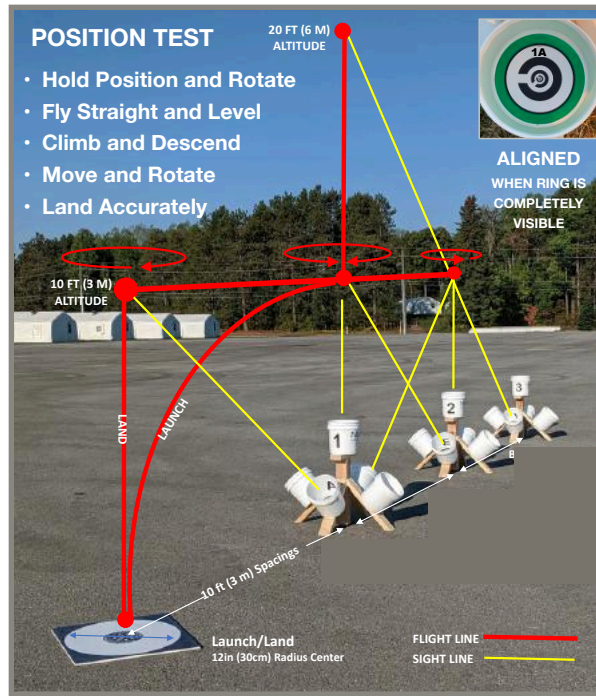 POSITION TEST
• Hold Position and Rotate
• Fly Straight and Level
• Climb and Descend
• Move and Rotate
• Land Accurately
20 FT (6 M)
ALTITUDE
1A
ALIGNED
WHEN RING IS
COMPLETELY
VISIBLE
10 FT (3 M)
ALTITUDE
LAND
LAUNCH
1
2
3
A
B
10 ft (3 m) Spacings
Launch/Land
12in (30cm) Radius Center
FLIGHT LINE
SIGHT LINE